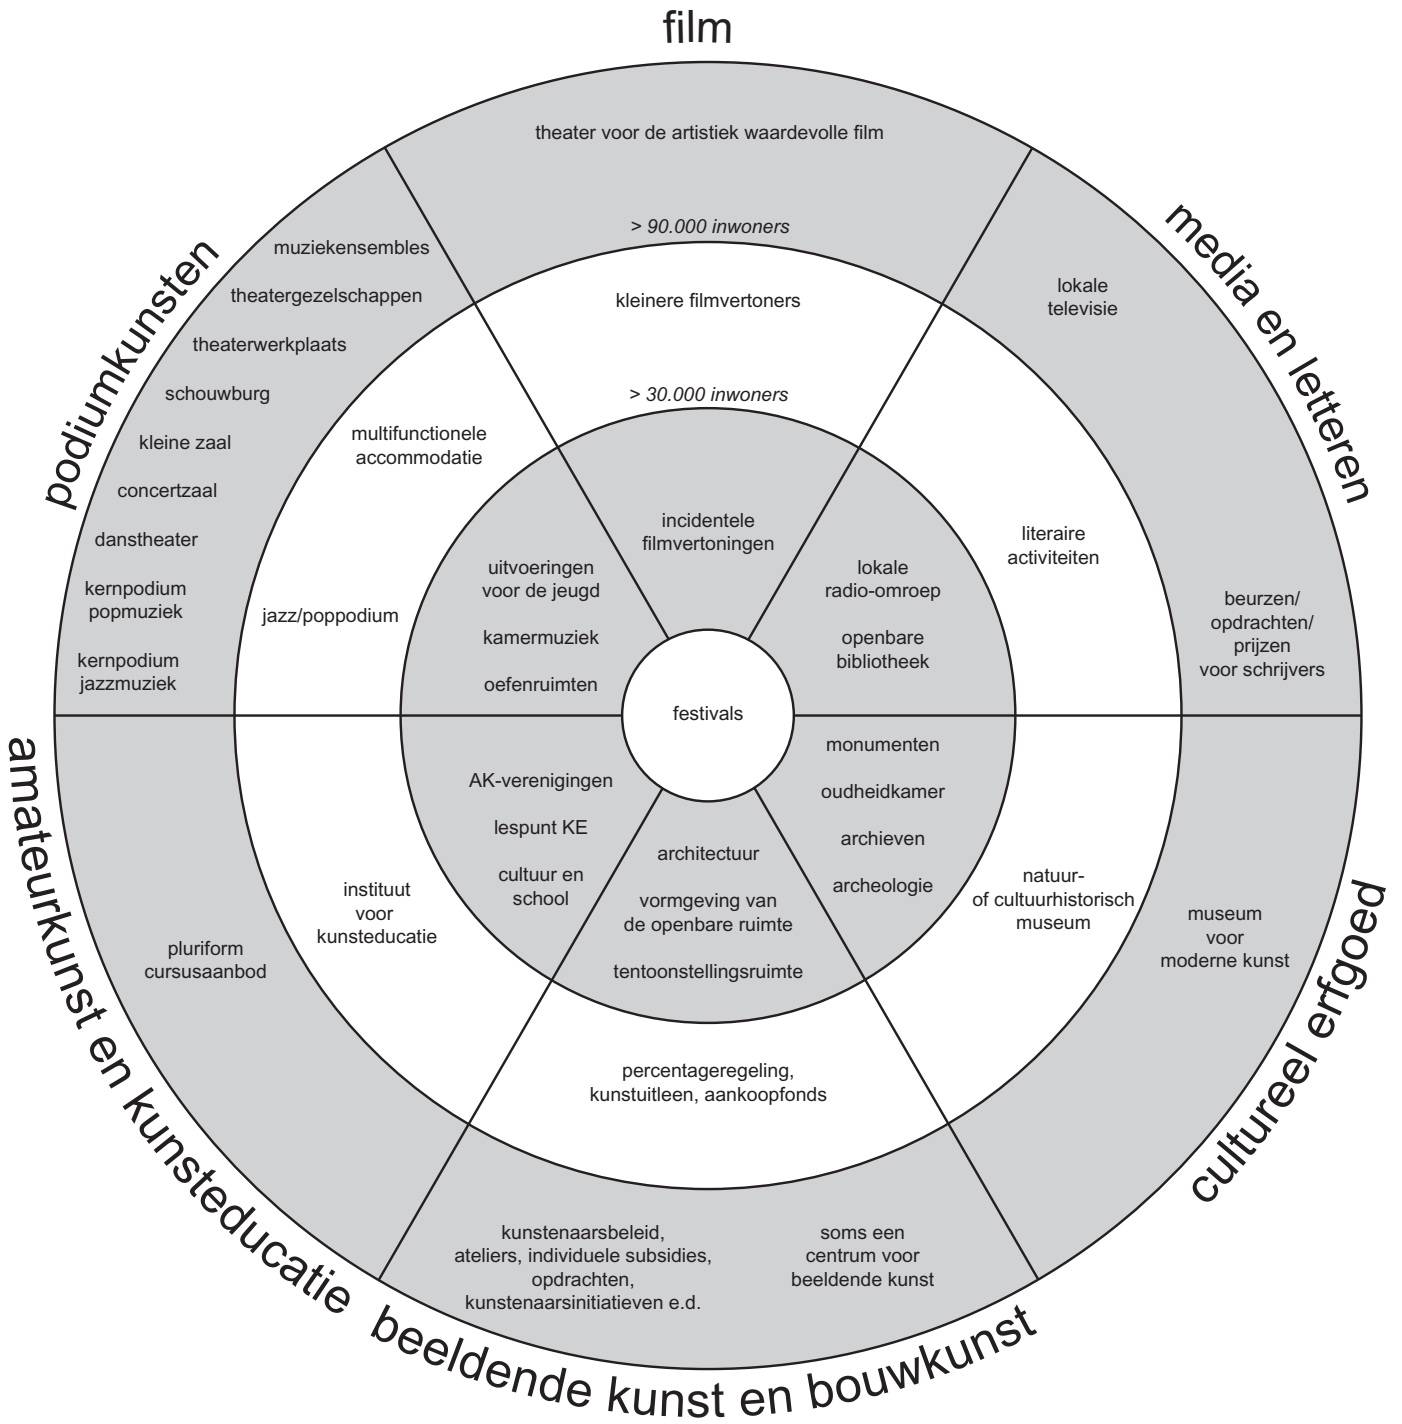 film
theater voor de artistiek waardevolle film
> 90.000 inwoners
kleinere filmvertoners
> 30.000 inwoners
incidentele
filmvertoningen
media en letteren
lokale
televisie
beurzen/
opdrachten/
prijzen
voor schrijvers
literaire
activiteiten
lokale
radio-omroep
openbare
bibliotheek
cultureel erfgoed
museum
voor
moderne kunst
natuur-
of cultuurhistorisch
museum
monumenten
oudheidkamer
archieven
archeologie
beeldende kunst en bouwkunst
architectuur
vormgeving van
de openbare ruimte
tentoonstellingsruimte
percentageregeling,
kunstuitleen, aankoopfonds
kunstenaarsbeleid,
ateliers, individuele subsidies,
opdrachten,
kunstenaarsinitiatieven e.d.
soms een
centrum voor
beeldende kunst
amateurkunst en kunsteducatie
pluriform
cursusaanbod
instituut
voor
kunsteducatie
AK-verenigingen
lespunt KE
cultuur en
school
podiumkunsten
muziekensembles
theatergezelschappen
theaterwerkplaats
schouwburg
kleine zaal
concertzaal
danstheater
kernpodium
popmuziek
kernpodium
jazzmuziek
multifunctionele
accommodatie
jazz/poppodium
uitvoeringen
voor de jeugd
kamermuziek
oefenruimten
festivals